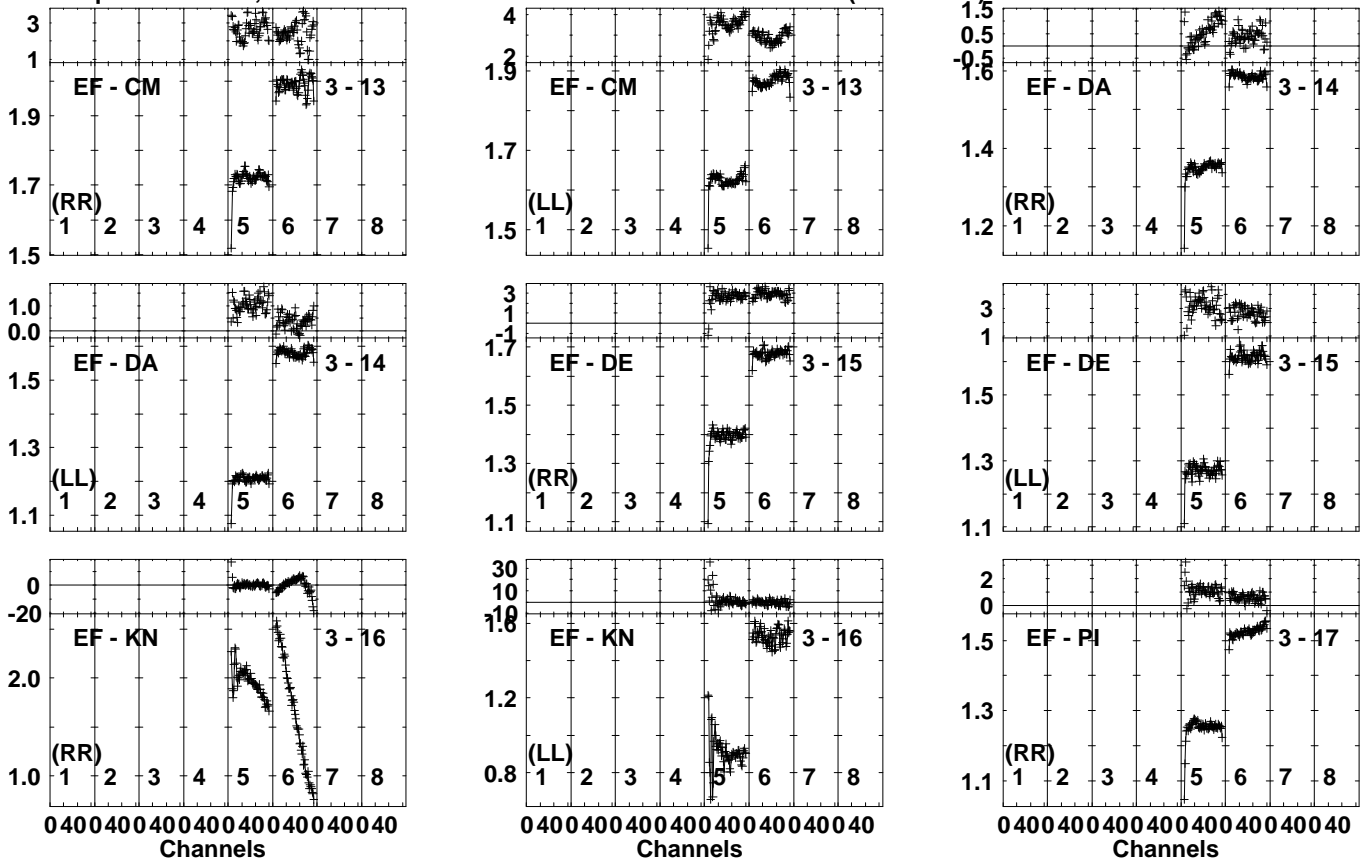 3
1
EF - CM 3 - 13
1.9
1.7
(RR)
1 2 3 4 5 6 7 8
1.5
4
2
1.9
EF - CM 3 - 13
1.7
(LL)
1.5
1 2 3 4 5 6 7 8
1.5
0.5
-0.5
1.6
EF - DA 3 - 14
1.4
(RR)
1.2
1 2 3 4 5 6 7 8
1.0
0.0
EF - DA 3 - 14
1.5
1.3
(LL)
1 2 3 4 5 6 7 8
1.1
3
1
-1
1.7
EF - DE 3 - 15
1.5
1.3
(RR)
1 2 3 4 5 6 7 8
1.1
3
1
EF - DE 3 - 15
1.5
1.3
(LL)
1 2 3 4 5 6 7 8
1.1
0
-20
EF - KN 3 - 16
2.0
(RR)
1.0
1 2 3 4 5 6 7 8
0 40 0 40 0 40 0 40 0 40 0 40 0 40 0 40
Channels
30
10
-10
1.6
EF - KN 3 - 16
1.2
(LL)
0.8
1 2 3 4 5 6 7 8
0 40 0 40 0 40 0 40 0 40 0 40 0 40 0 40
Channels
2
0
EF - PI 3 - 17
1.5
1.3
(RR)
1.1
1 2 3 4 5 6 7 8
0 40 0 40 0 40 0 40 0 40 0 40 0 40 0 40
Channels